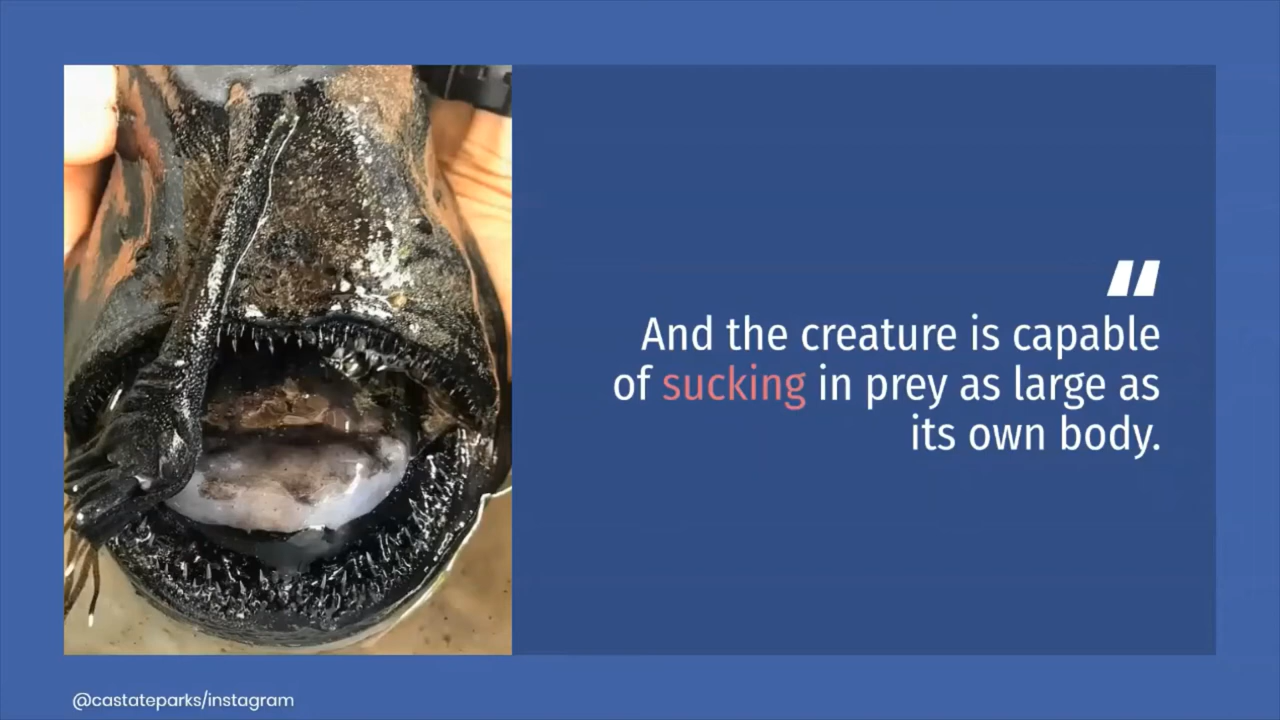 "
And the creature is capable
of sucking in prey as large as
its own body.
@castateparks/instagram